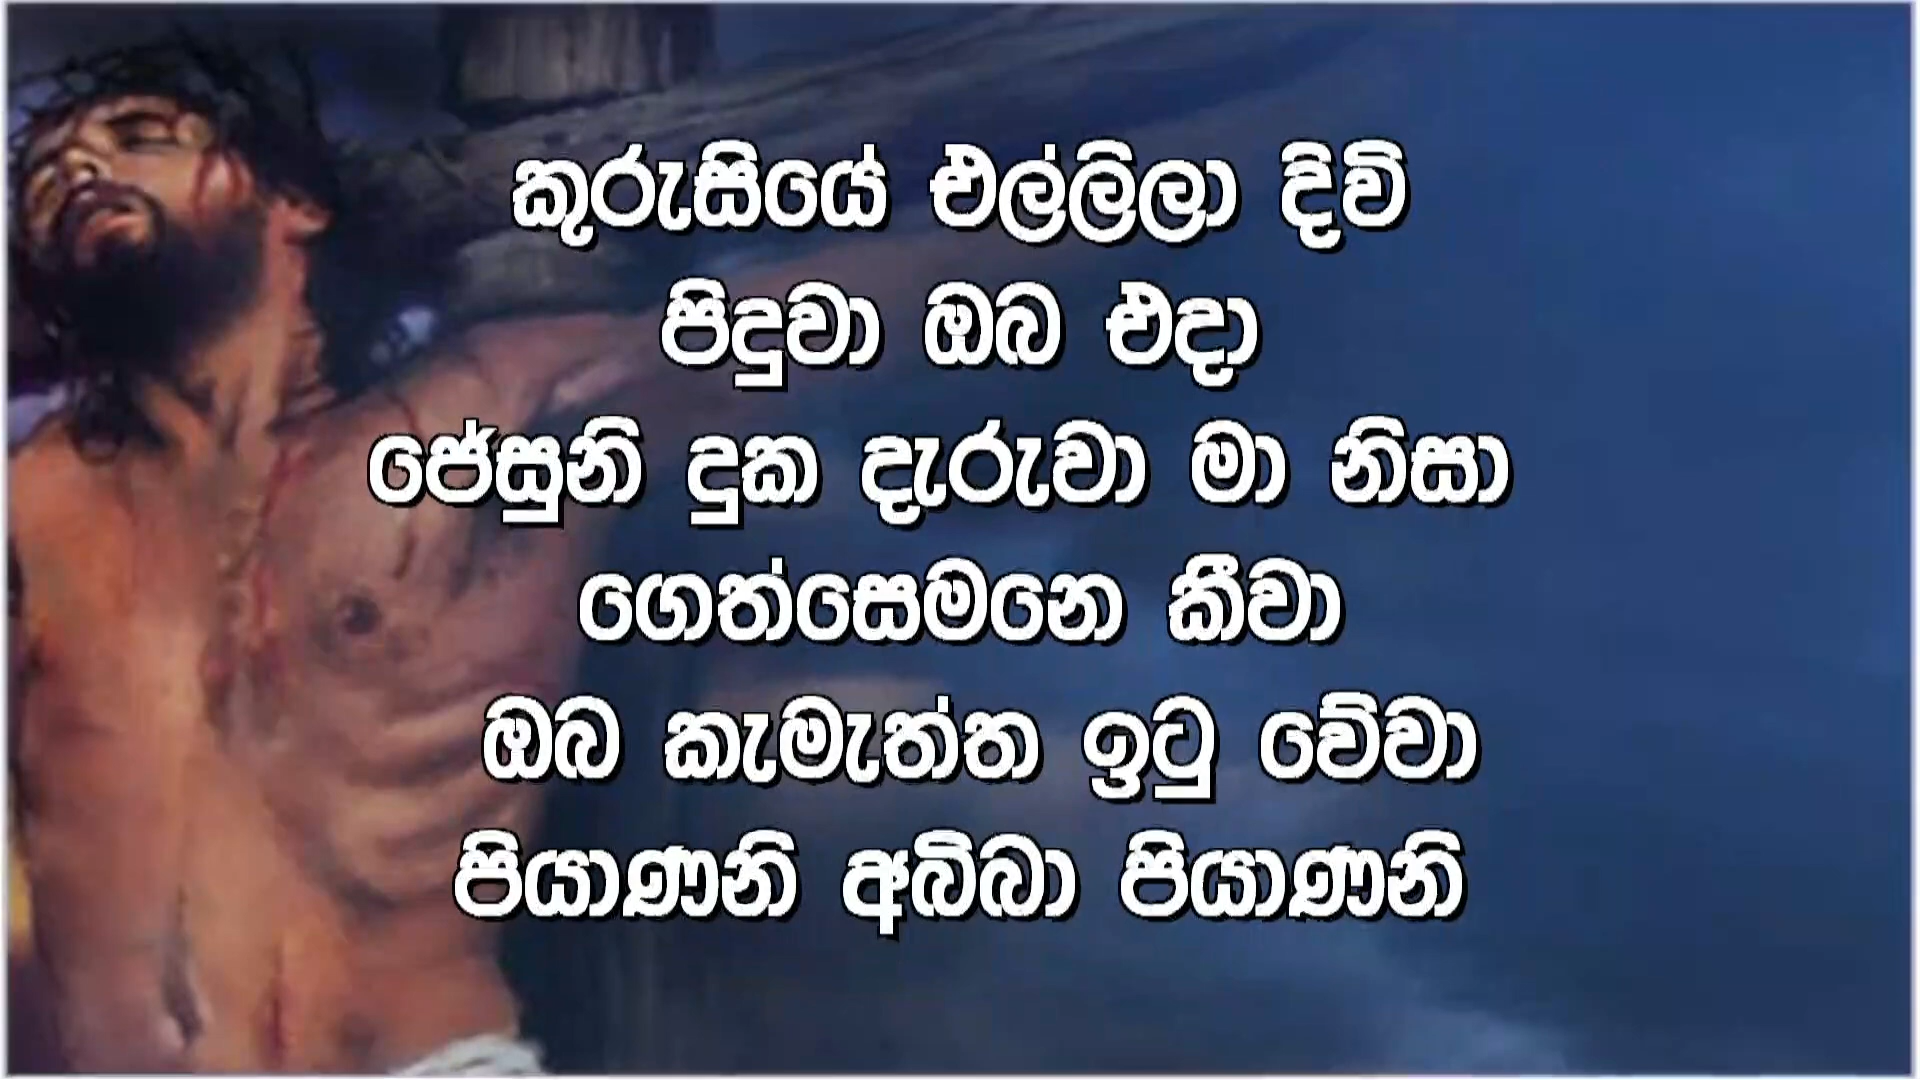 කුරුසියේ එල්ලිලා දිවි
පිදුවා ඔබ එදා
ජේසුනි දුක දැරුවා මා නිසා
ගෙත්සෙමනෙ කීවා
ඔබ කැමැත්ත ඉටු වේවා
පියාණනි අබ්බා පියාණනි